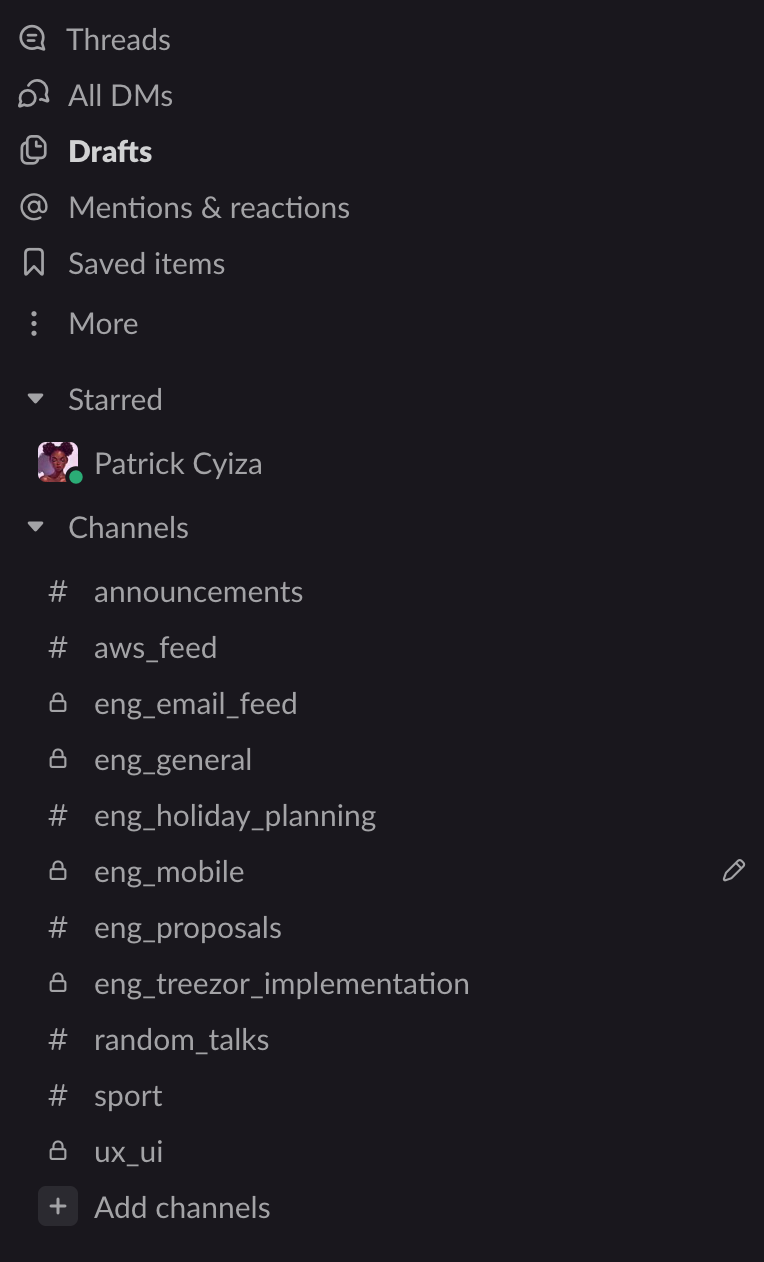 Threads
All DMs
Drafts
Mentions & reactions
Saved items
More
Starred
Patrick Cyiza
Channels
# announcements
# aws_feed
eng_email_feed
eng_general
# eng_holiday_planning
eng_mobile
# eng_proposals
eng_treezor_implementation
# random_talks
# sport
ux_ui
+ Add channels